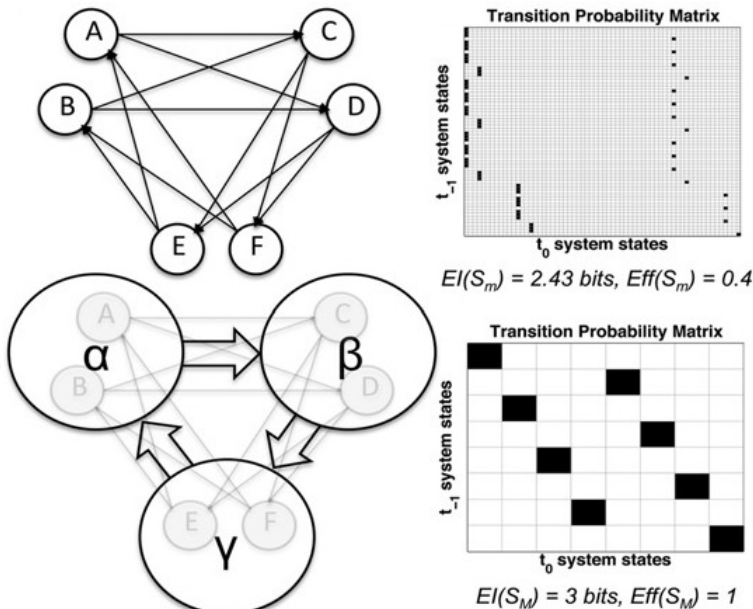 A
C
B
D
E
F
Transition Probability Matrix
t-1 system states
t0 system states
EI(Sm) = 2.43 bits, Eff(Sm) = 0.4
A
C
α
β
B
D
E
F
γ
Transition Probability Matrix
t-1 system states
t0 system states
EI(SM) = 3 bits, Eff(SM) = 1